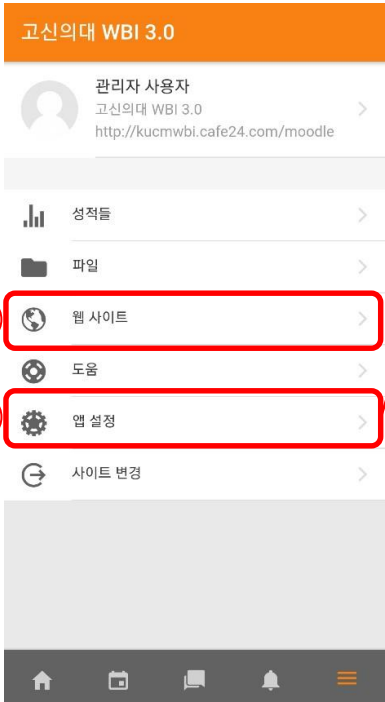 고신의대 WBI 3.0
관리자 사용자
고신의대 WBI 3.0
http://kucmwbi.cafe24.com/moodle
성적들
파일
웹 사이트
도움
앱 설정
사이트 변경